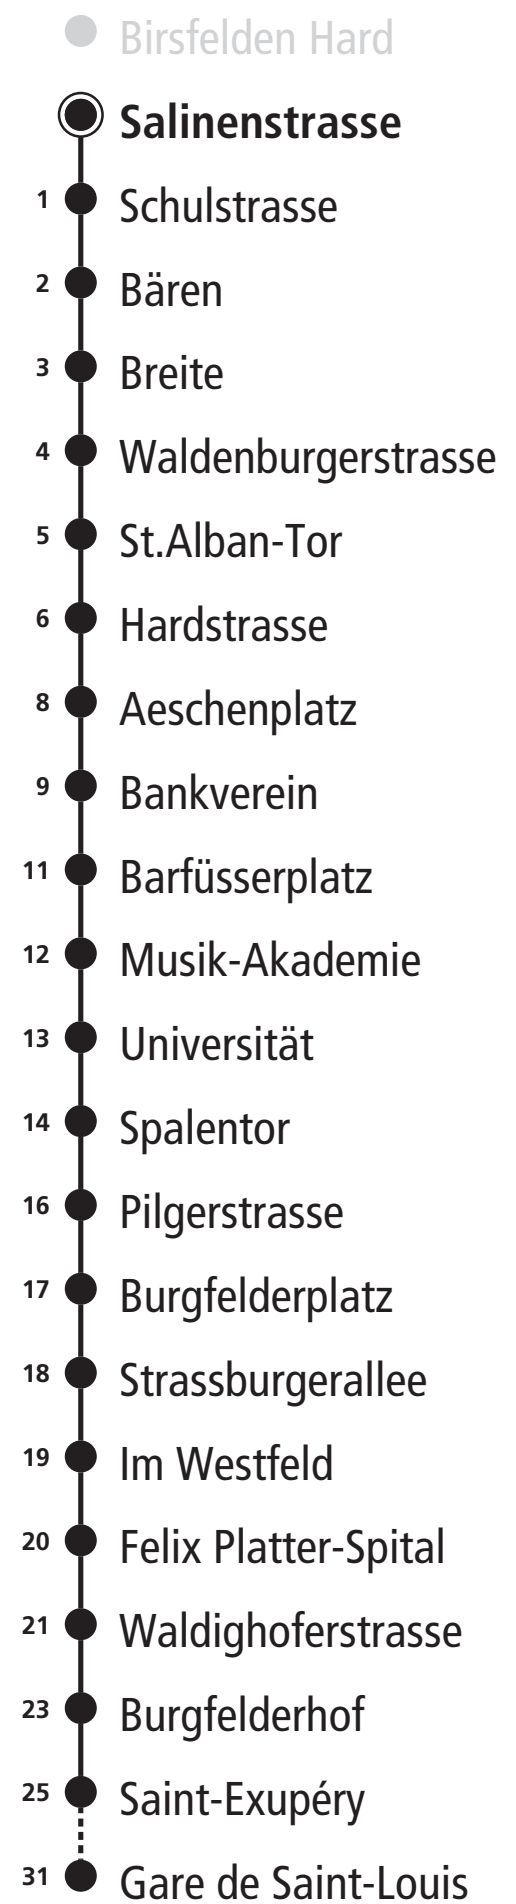 Birsfelden Hard
Salinenstrasse
1 Schulstrasse
2 Bären
3 Breite
4 Waldenburgerstrasse
5 St.Alban-Tor
6 Hardstrasse
8 Aeschenplatz
9 Bankverein
11 Barfüsserplatz
12 Musik-Akademie
13 Universität
14 Spalentor
16 Pilgerstrasse
17 Burgfelderplatz
18 Strassburgerallee
19 Im Westfeld
20 Felix Platter-Spital
21 Waldighoferstrasse
23 Burgfelderhof
25 Saint-Exupéry
31 Gare de Saint-Louis